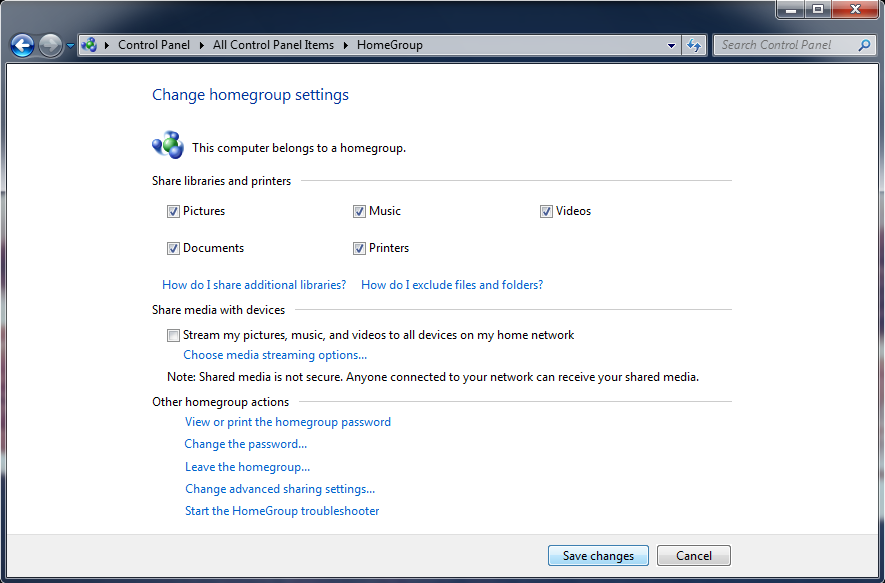 Control Panel All Control Panel Items HomeGroup Search Control Panel
Change homegroup settings
This computer belongs to a homegroup.
Share libraries and printers
Pictures Music Videos
Documents Printers
How do I share additional libraries? How do I exclude files and folders?
Share media with devices
Stream my pictures, music, and videos to all devices on my home network
Choose media streaming options...
Note: Shared media is not secure. Anyone connected to your network can receive your shared media.
Other homegroup actions
View or print the homegroup password
Change the password...
Leave the homegroup...
Change advanced sharing settings...
Start the HomeGroup troubleshooter
Save changes Cancel